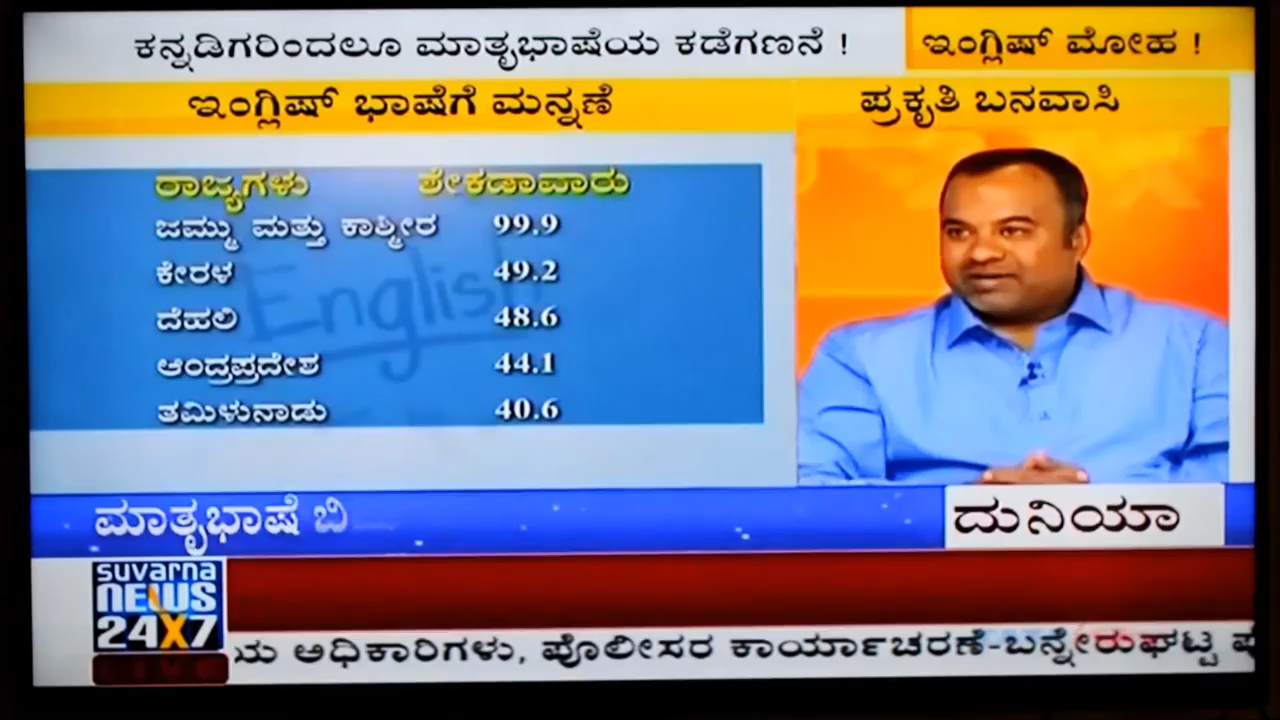 ಕನ್ನಡಿಗರಿಂದಲೂ ಮಾತೃಭಾಷೆಯ ಕಡೆಗಣನೆ !
ಇಂಗ್ಲಿಷ್ ಮೋಹ !
ಇಂಗ್ಲಿಷ್ ಭಾಷೆಗೆ ಮನ್ನಣೆ
ಪ್ರಕೃತಿ ಬನವಾಸಿ
ರಾಜ್ಯಗಳು ಶೇಕಡಾವಾರು
ಜಮ್ಮು ಮತ್ತು ಕಾಶ್ಮೀರ 99.9
ಕೇರಳ 49.2
ದೆಹಲಿ 48.6
ಆಂದ್ರಪ್ರದೇಶ 44.1
ತಮಿಳುನಾಡು 40.6
English
ಮಾತೃಭಾಷೆ ಬಿ
ದುನಿಯಾ
suvarna
NEWS
24X7
ಅಧಿಕಾರಿಗಳು, ಪೊಲೀಸರ ಕಾರ್ಯಾಚರಣೆ-ಬನ್ನೇರುಘಟ್ಟ